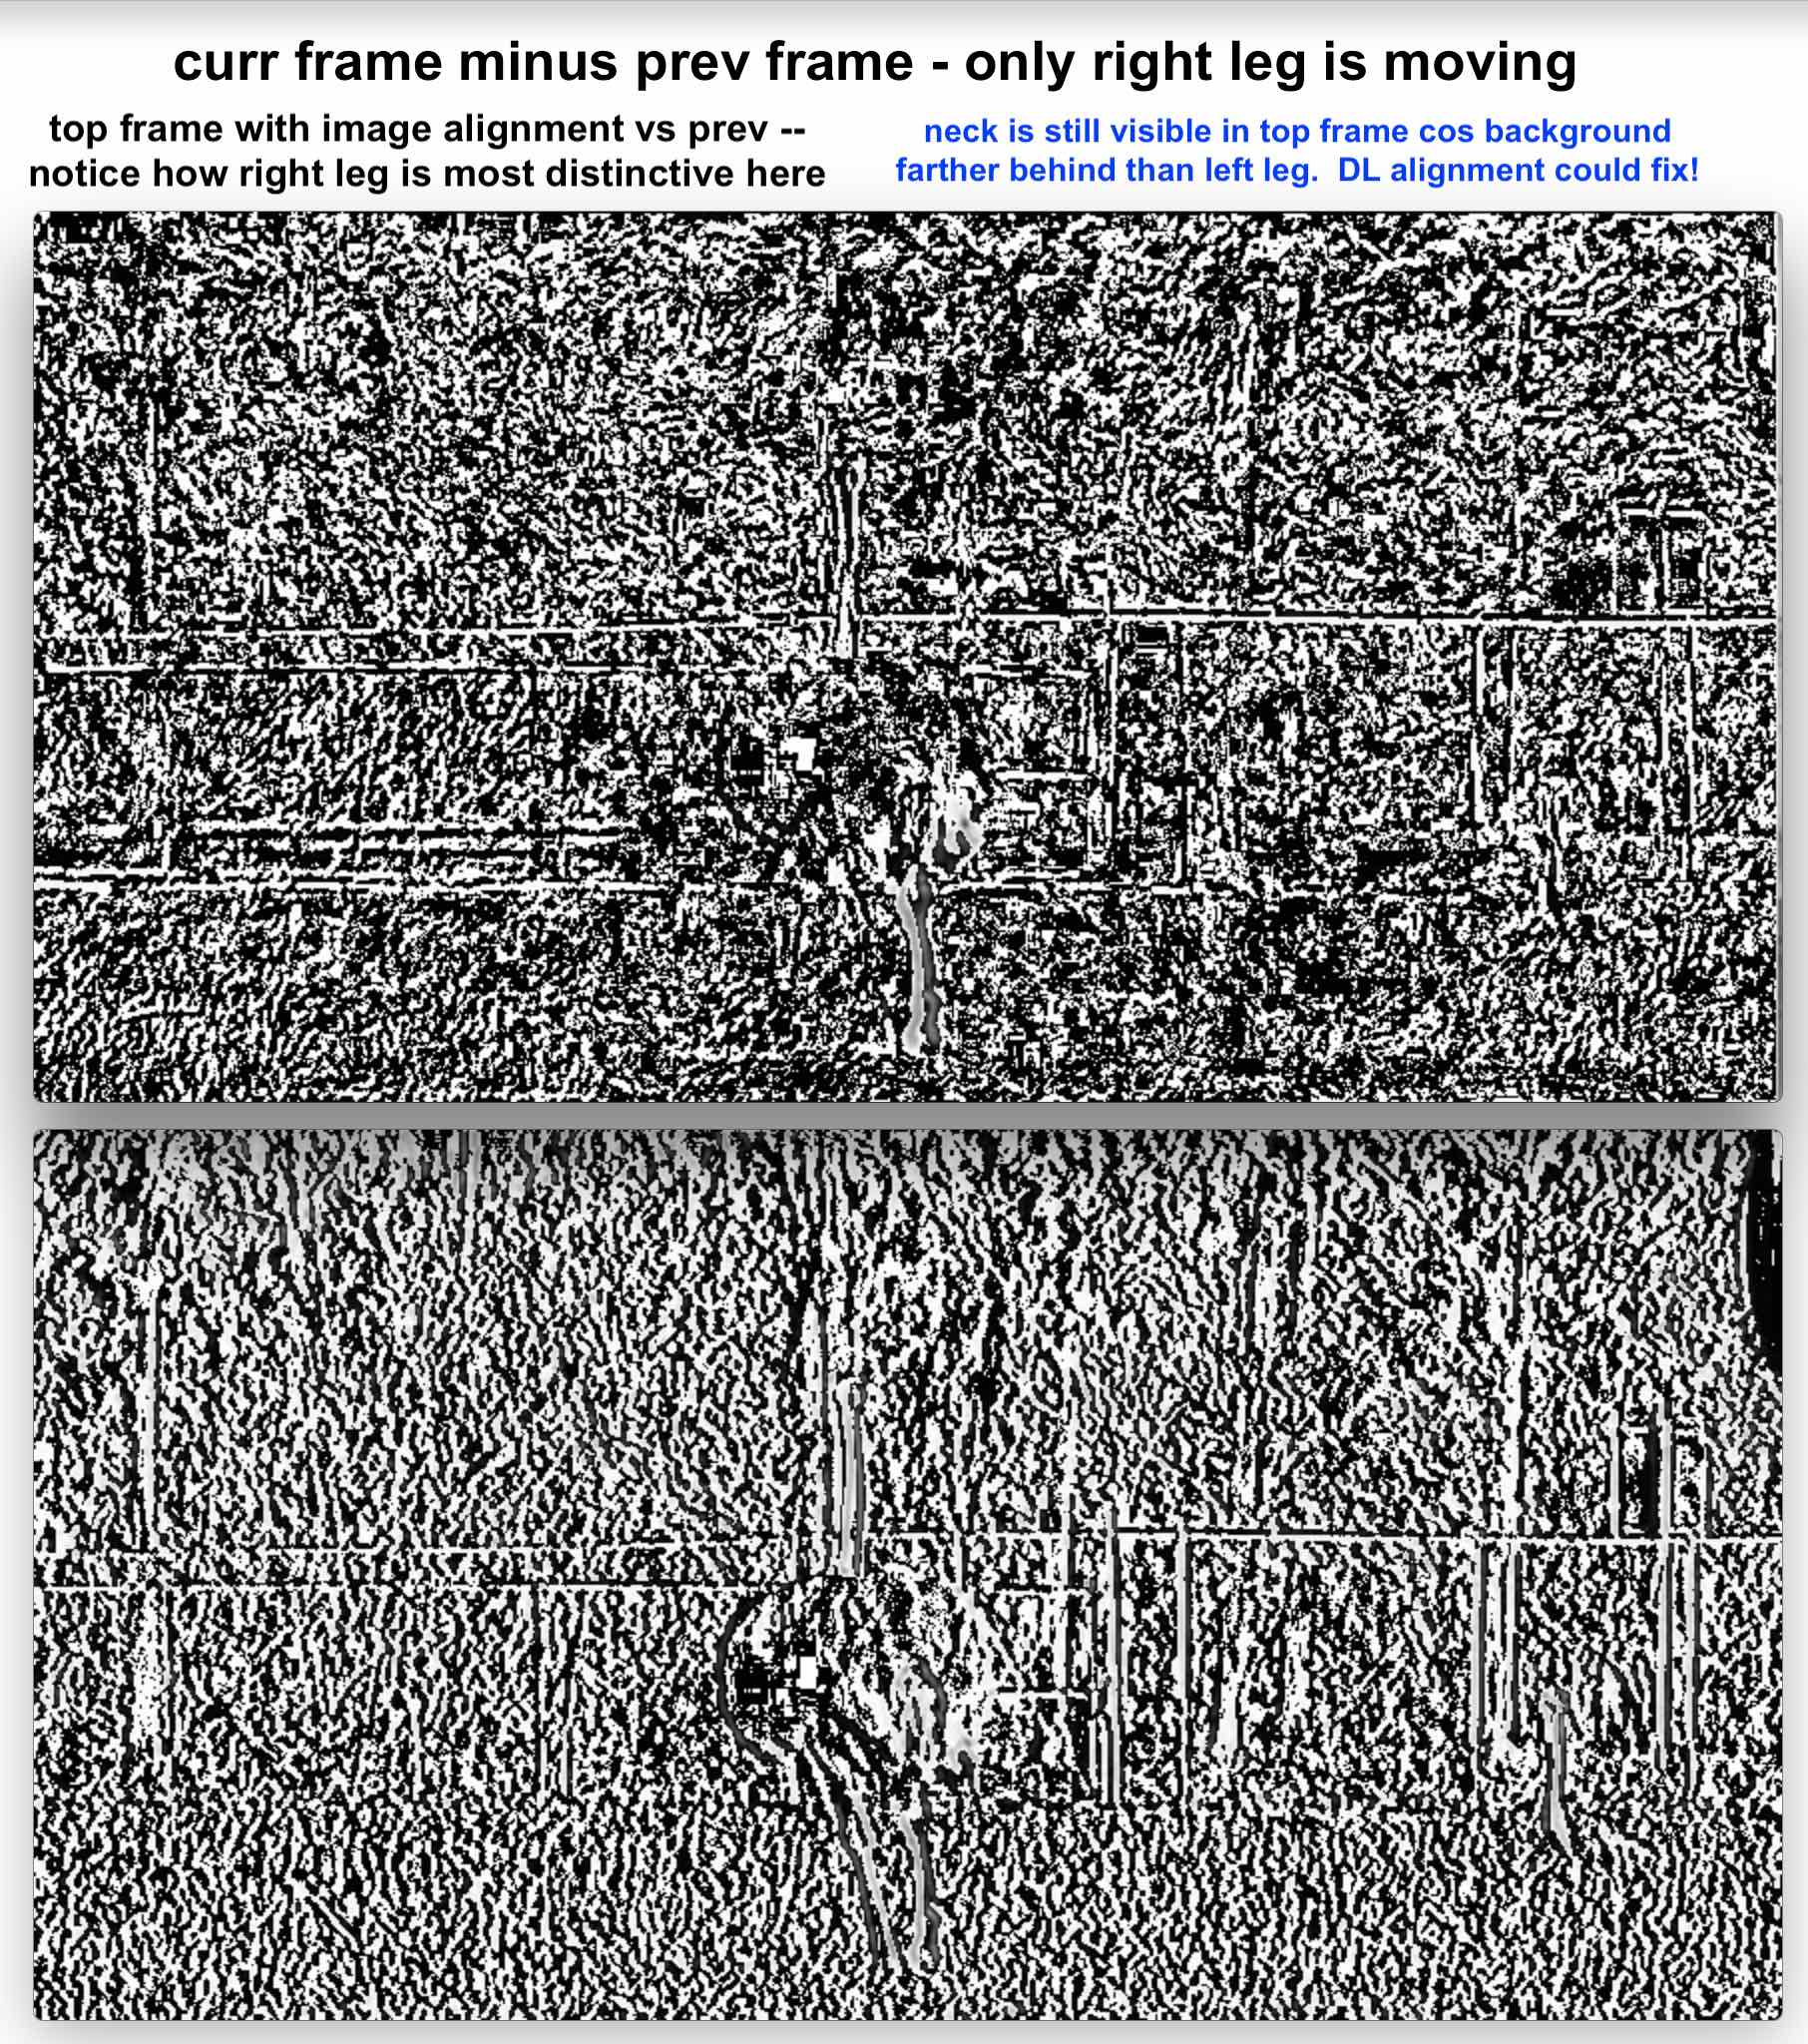 curr frame minus prev frame - only right leg is moving
top frame with image alignment vs prev --
notice how right leg is most distinctive here
neck is still visible in top frame cos background
farther behind than left leg.  DL alignment could fix!